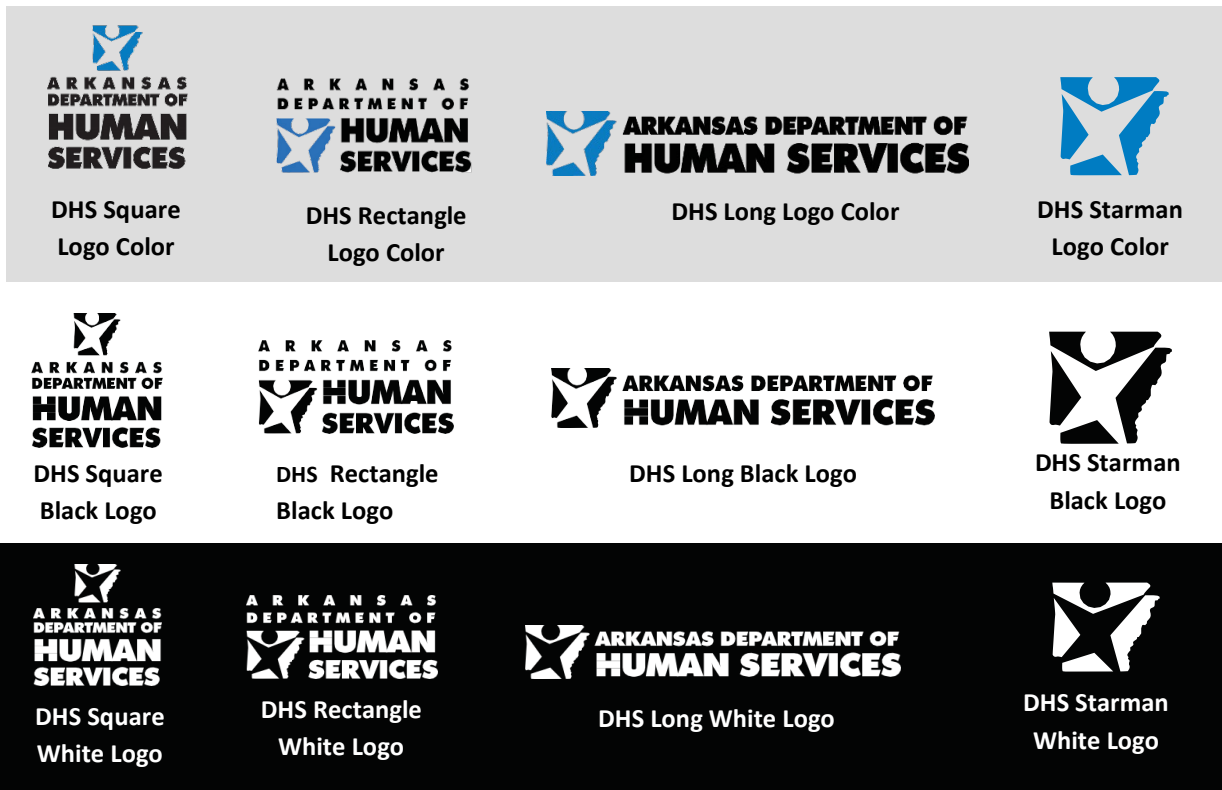 ARKANSAS
DEPARTMENT OF
HUMAN
SERVICES
DHS Square
Logo Color
ARKANSAS
DEPARTMENT OF
HUMAN
SERVICES
DHS Rectangle
Logo Color
ARKANSAS DEPARTMENT OF
HUMAN SERVICES
DHS Long Logo Color
DHS Starman
Logo Color
ARKANSAS
DEPARTMENT OF
HUMAN
SERVICES
DHS Square
Black Logo
ARKANSAS
DEPARTMENT OF
HUMAN
SERVICES
DHS Rectangle
Black Logo
ARKANSAS DEPARTMENT OF
HUMAN SERVICES
DHS Long Black Logo
DHS Starman
Black Logo
ARKANSAS
DEPARTMENT OF
HUMAN
SERVICES
DHS Square
White Logo
ARKANSAS
DEPARTMENT OF
HUMAN
SERVICES
DHS Rectangle
White Logo
ARKANSAS DEPARTMENT OF
HUMAN SERVICES
DHS Long White Logo
DHS Starman
White Logo